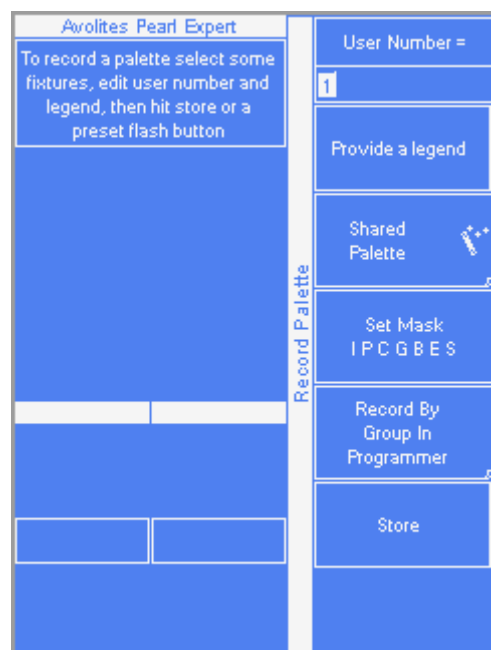 Avolites Pearl Expert
To record a palette select some
fixtures, edit user number and
legend, then hit store or a
preset flash button
Record Palette
User Number =
1
Provide a legend
Shared
Palette
Set Mask
I P C G B E S
Record By
Group In
Programmer
Store